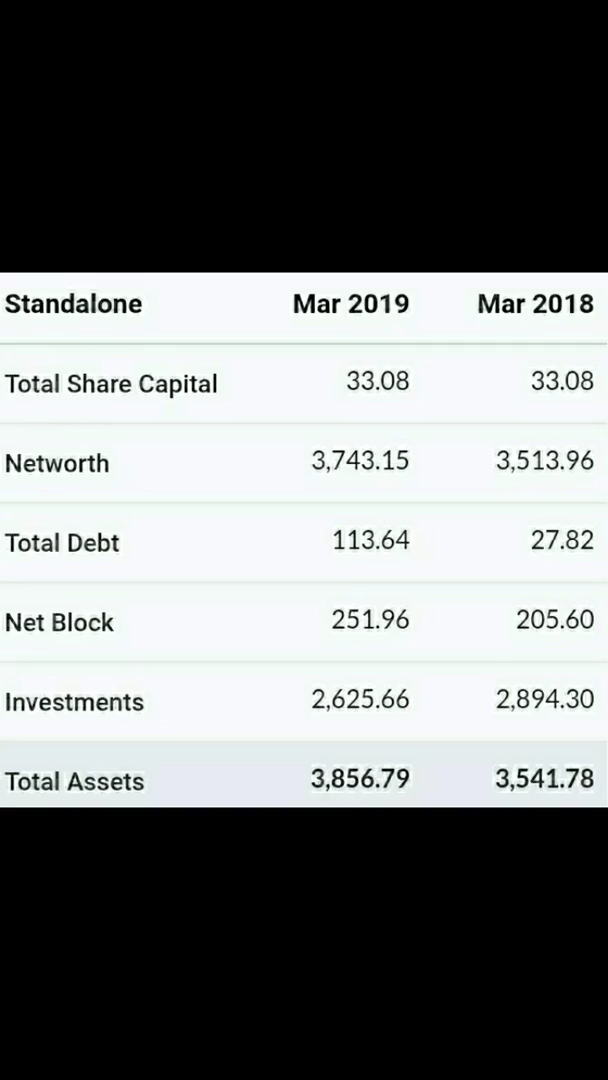 Standalone Mar 2019 Mar 2018
Total Share Capital 33.08 33.08
Networth 3,743.15 3,513.96
Total Debt 113.64 27.82
Net Block 251.96 205.60
Investments 2,625.66 2,894.30
Total Assets 3,856.79 3,541.78